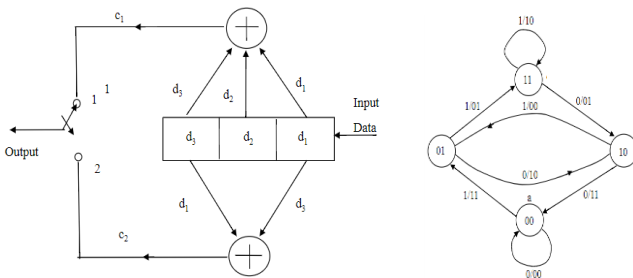 c₁
d₃
d₂
d₁
Input
Data
d₃ d₂ d₁
1
1
Output
2
d₁
d₃
c₂
1/10
11
1/01
0/01
1/00
01
10
0/10
1/11
0/11
a
00
0/00